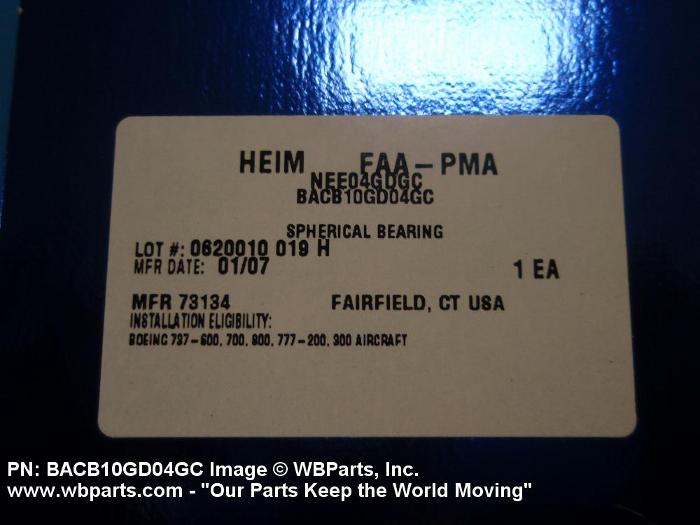 HEIM FAA-PMA
NEE04GDGC
BACB10GD04GC
SPHERICAL BEARING
LOT #: 0620010 019 H
MFR DATE: 01/07 1 EA
MFR 73134 FAIRFIELD, CT USA
INSTALLATION ELIGIBILITY:
BOEING 737-600, 700, 800, 777-200, 300 AIRCRAFT
PN: BACB10GD04GC Image © WBParts, Inc.
www.wbparts.com - "Our Parts Keep the World Moving"